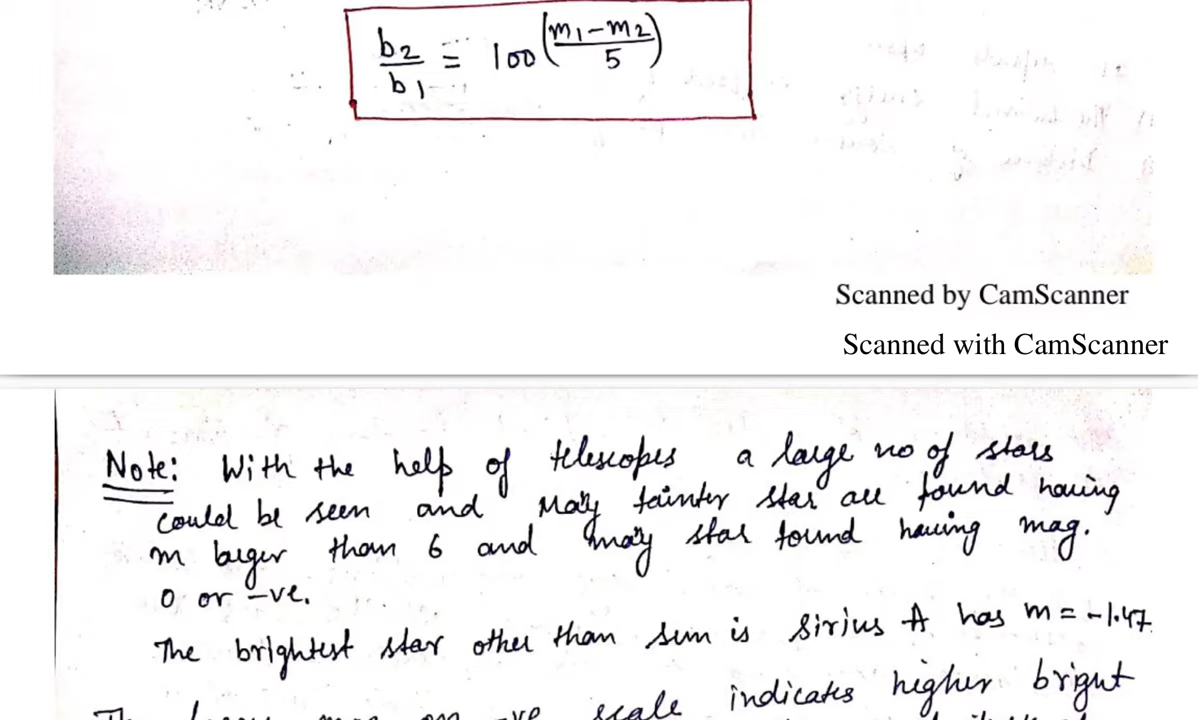 b2/b1 = 100^((m1-m2)/5)
Scanned by CamScanner
Scanned with CamScanner
Note: With the help of telescopes a large no of stars
could be seen and many fainter star are found having
m larger than 6 and many star found having mag.
0 or -ve.
The brightest star other than sun is Sirius A has m = -1.47
scale indicates higher bright